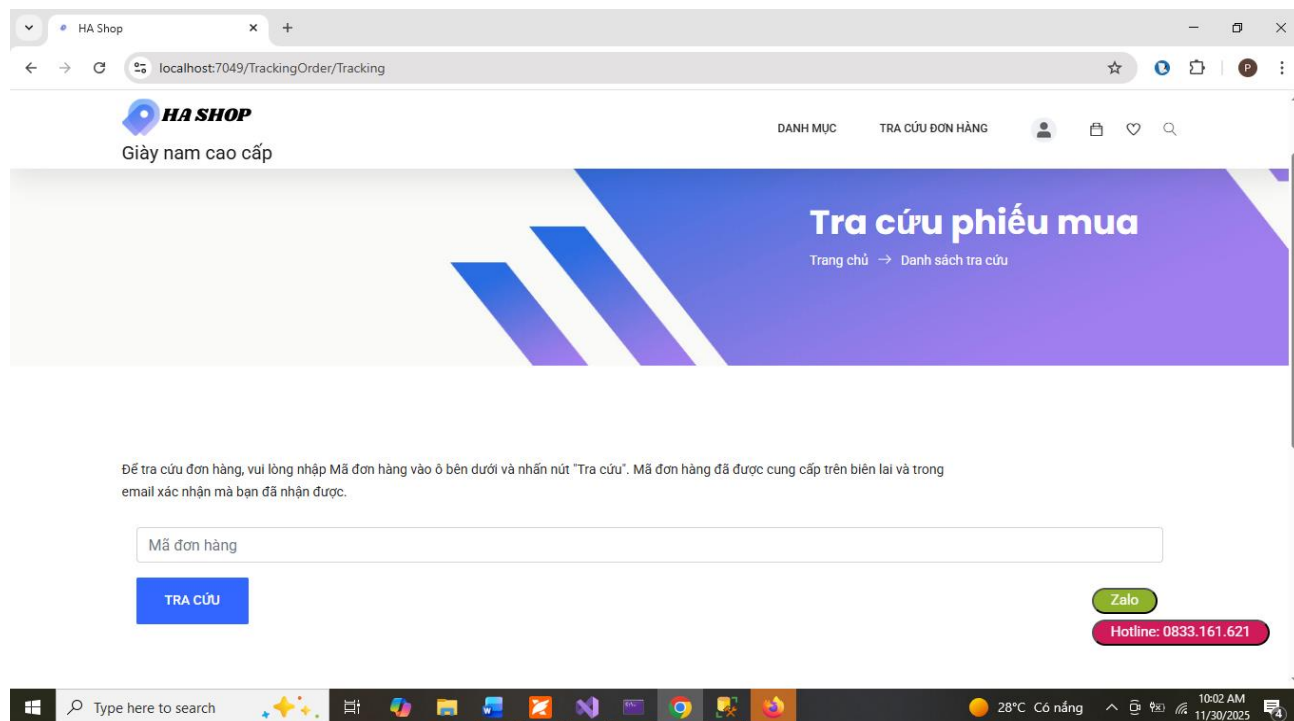 HA Shop
localhost:7049/TrackingOrder/Tracking
P
HA SHOP
Giày nam cao cấp
DANH MỤC
TRA CỨU ĐƠN HÀNG
Tra cứu phiếu mua
Trang chủ → Danh sách tra cứu
Để tra cứu đơn hàng, vui lòng nhập Mã đơn hàng vào ô bên dưới và nhấn nút "Tra cứu". Mã đơn hàng đã được cung cấp trên biên lai và trong
email xác nhận mà bạn đã nhận được.
Mã đơn hàng
TRA CỨU
Zalo
Hotline: 0833.161.621
Type here to search
28°C Có nắng
10:02 AM
11/30/2025
4